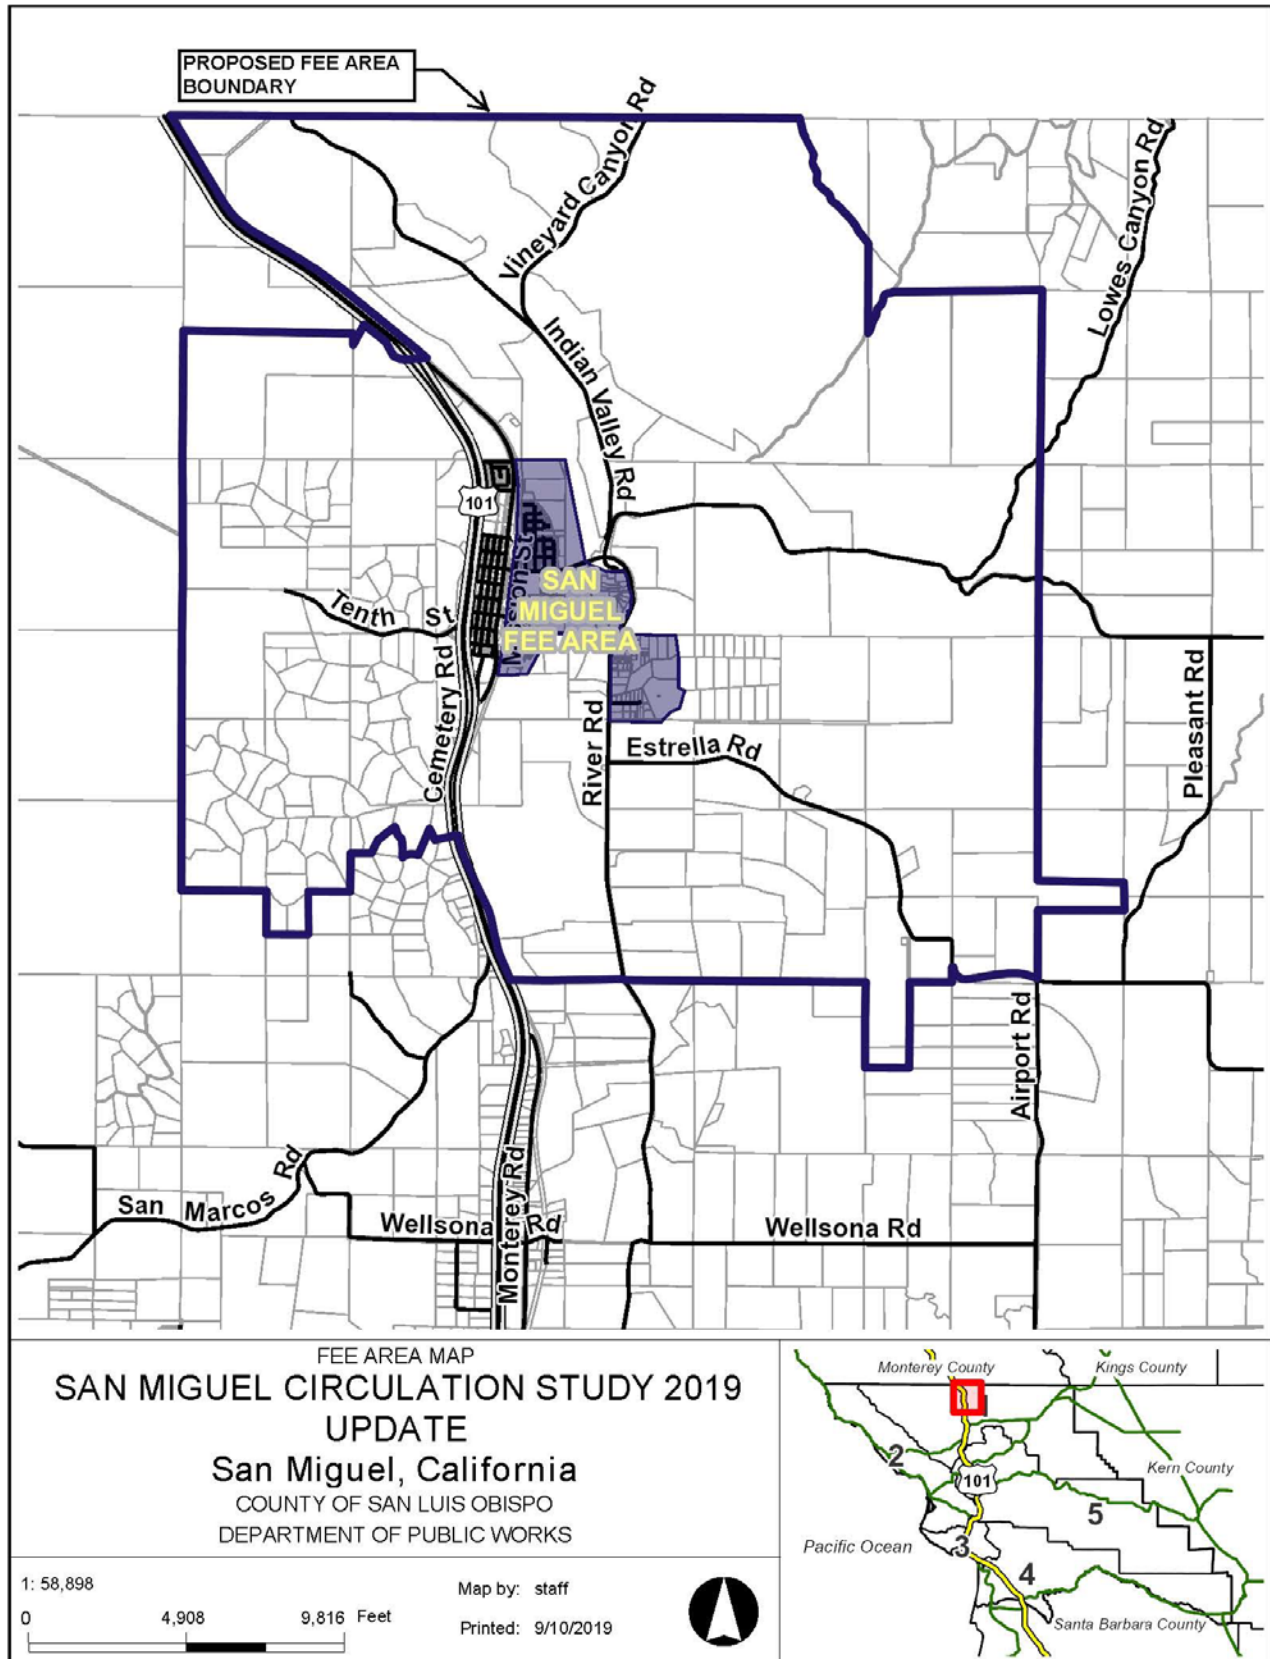 PROPOSED FEE AREA
BOUNDARY
Vineyard Canyon Rd
Lowes Canyon Rd
Indian Valley Rd
101
Mission St
SAN
MIGUEL
FEE AREA
Tenth St
Cemetery Rd
River Rd
Estrella Rd
Pleasant Rd
Airport Rd
San Marcos Rd
Monterey Rd
Wellsona Rd
Wellsona Rd
FEE AREA MAP
SAN MIGUEL CIRCULATION STUDY 2019
UPDATE
San Miguel, California
COUNTY OF SAN LUIS OBISPO
DEPARTMENT OF PUBLIC WORKS
1: 58,898
0 4,908 9,816 Feet
Map by: staff
Printed: 9/10/2019
Monterey County
Kings County
2
Kern County
101
5
Pacific Ocean
3
4
Santa Barbara County